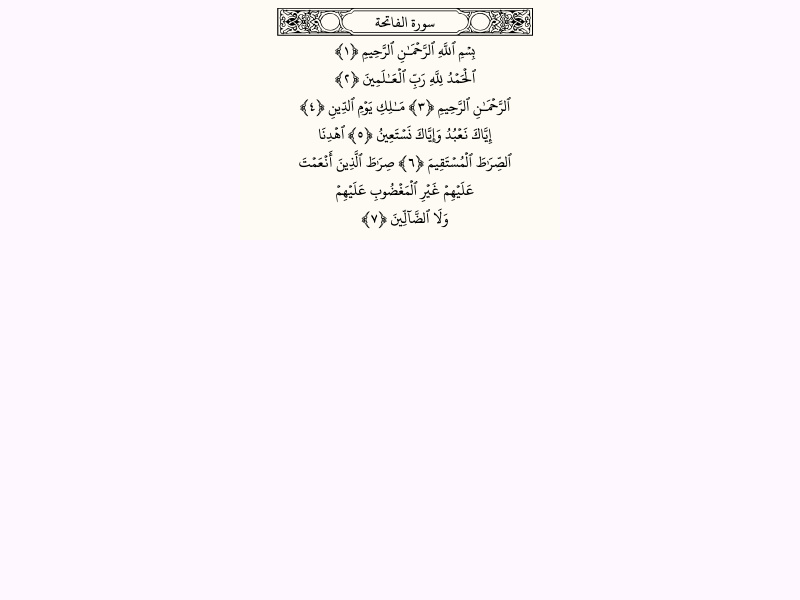 سورة الفاتحة
بِسْمِ ٱللَّهِ ٱلرَّحْمَـٰنِ ٱلرَّحِيمِ ﴿١﴾
ٱلْحَمْدُ لِلَّهِ رَبِّ ٱلْعَـٰلَمِينَ ﴿٢﴾
ٱلرَّحْمَـٰنِ ٱلرَّحِيمِ ﴿٣﴾ مَـٰلِكِ يَوْمِ ٱلدِّينِ ﴿٤﴾
إِيَّاكَ نَعْبُدُ وَإِيَّاكَ نَسْتَعِينُ ﴿٥﴾ ٱهْدِنَا
ٱلصِّرَٰطَ ٱلْمُسْتَقِيمَ ﴿٦﴾ صِرَٰطَ ٱلَّذِينَ أَنْعَمْتَ
عَلَيْهِمْ غَيْرِ ٱلْمَغْضُوبِ عَلَيْهِمْ
وَلَا ٱلضَّآلِّينَ ﴿٧﴾